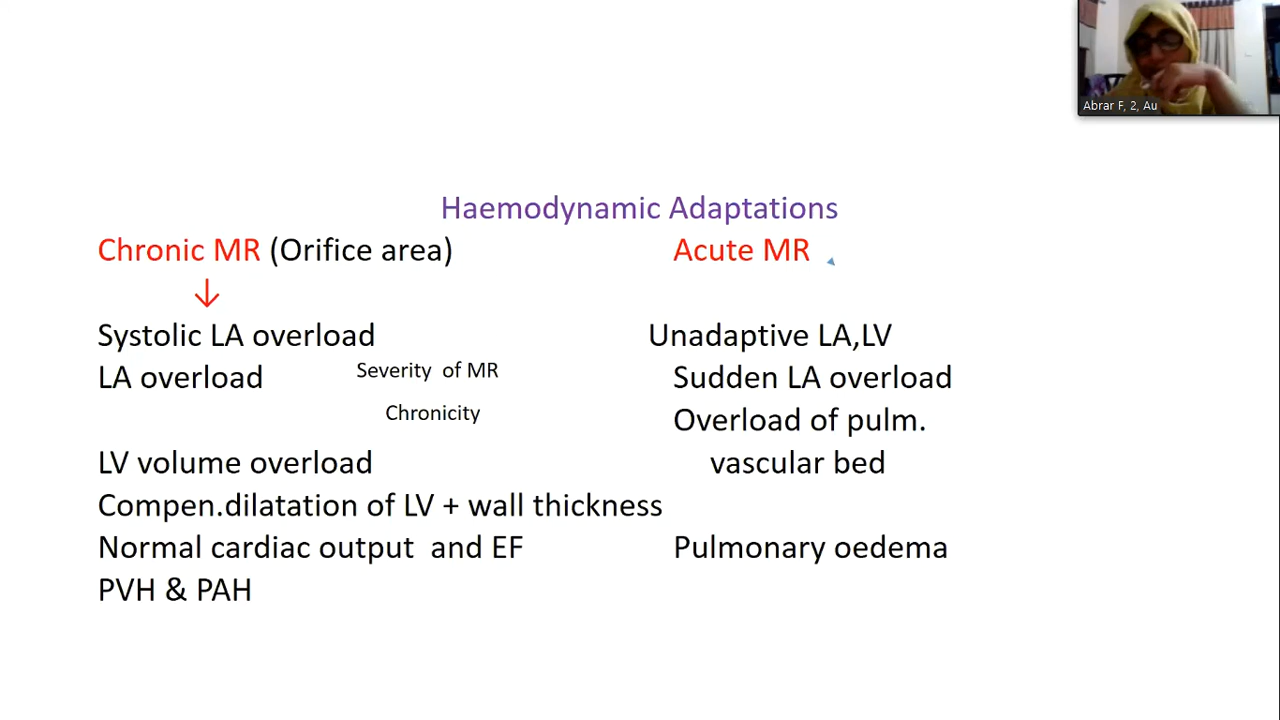 Abrar F, 2, Au
Haemodynamic Adaptations
Chronic MR (Orifice area)
Acute MR
↓
Systolic LA overload
Unadaptive LA,LV
LA overload
Severity of MR
Sudden LA overload
Chronicity
Overload of pulm.
LV volume overload
vascular bed
Compen.dilatation of LV + wall thickness
Normal cardiac output and EF
Pulmonary oedema
PVH & PAH